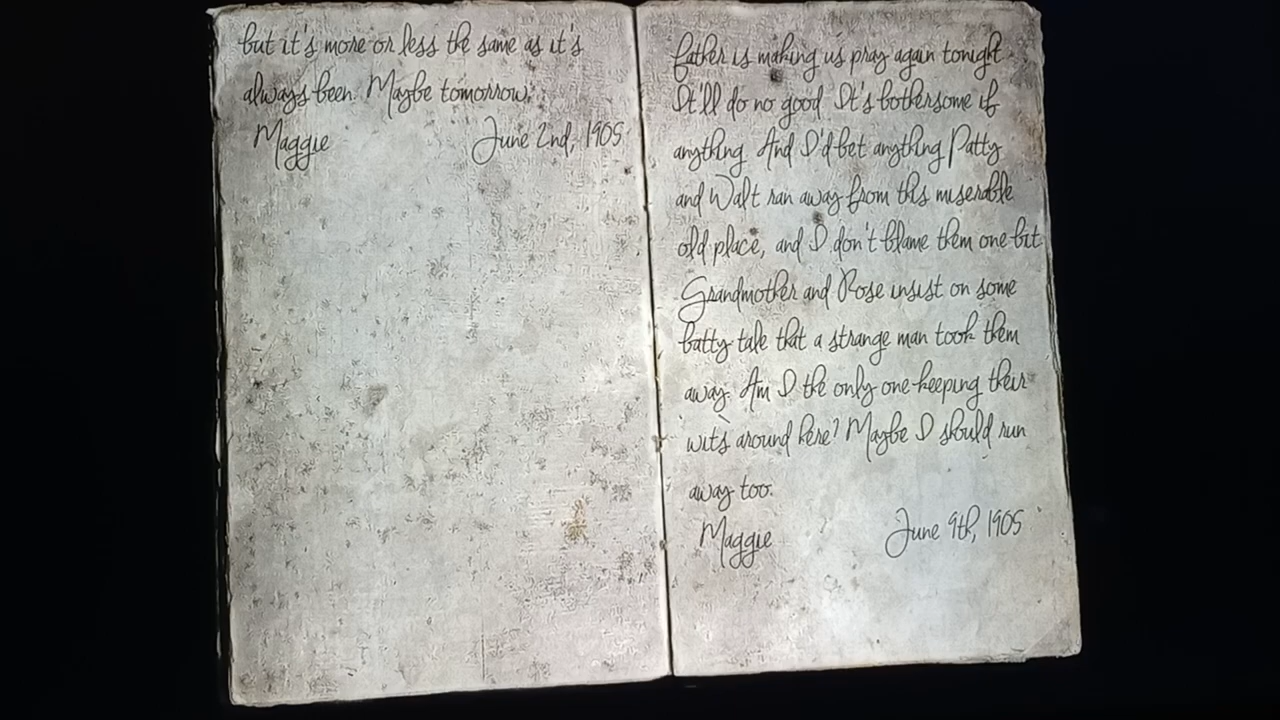 but it's more or less the same as it's
always been. Maybe tomorrow.
Maggie June 2nd, 1905
Father is making us pray again tonight
It'll do no good. It's bothersome if
anything. And I'd bet anything Patty
and Walt ran away from this miserable
old place, and I don't blame them one bit
Grandmother and Rose insist on some
batty tale that a strange man took them
away. Am I the only one keeping their
wits around here? Maybe I should run
away too.
Maggie June 9th, 1905